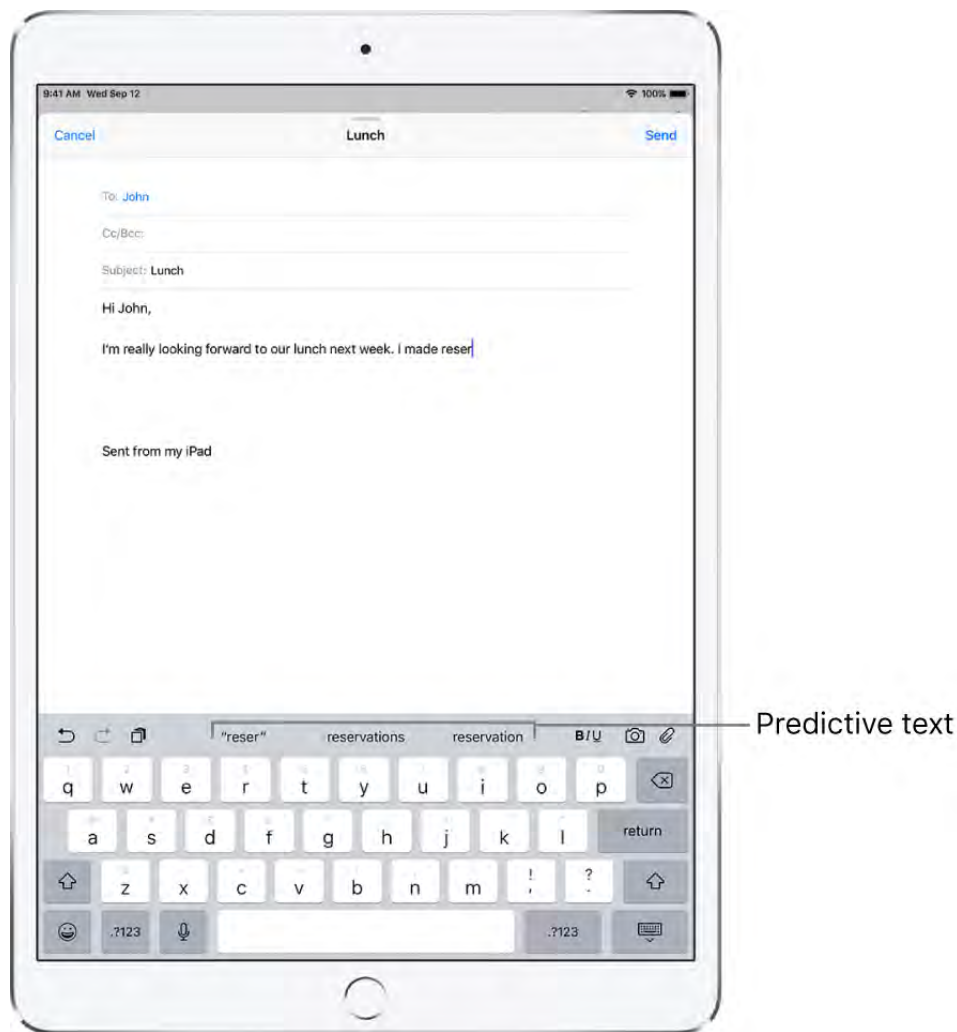 9:41 AM Wed Sep 12 100%
Cancel Lunch Send
To: John
Cc/Bcc:
Subject: Lunch
Hi John,
I'm really looking forward to our lunch next week. I made reser
Sent from my iPad
"reser" reservations reservation B I U
Predictive text
q w e r t y u i o p
a s d f g h j k l return
z x c v b n m ! , ? .
.?123 .?123